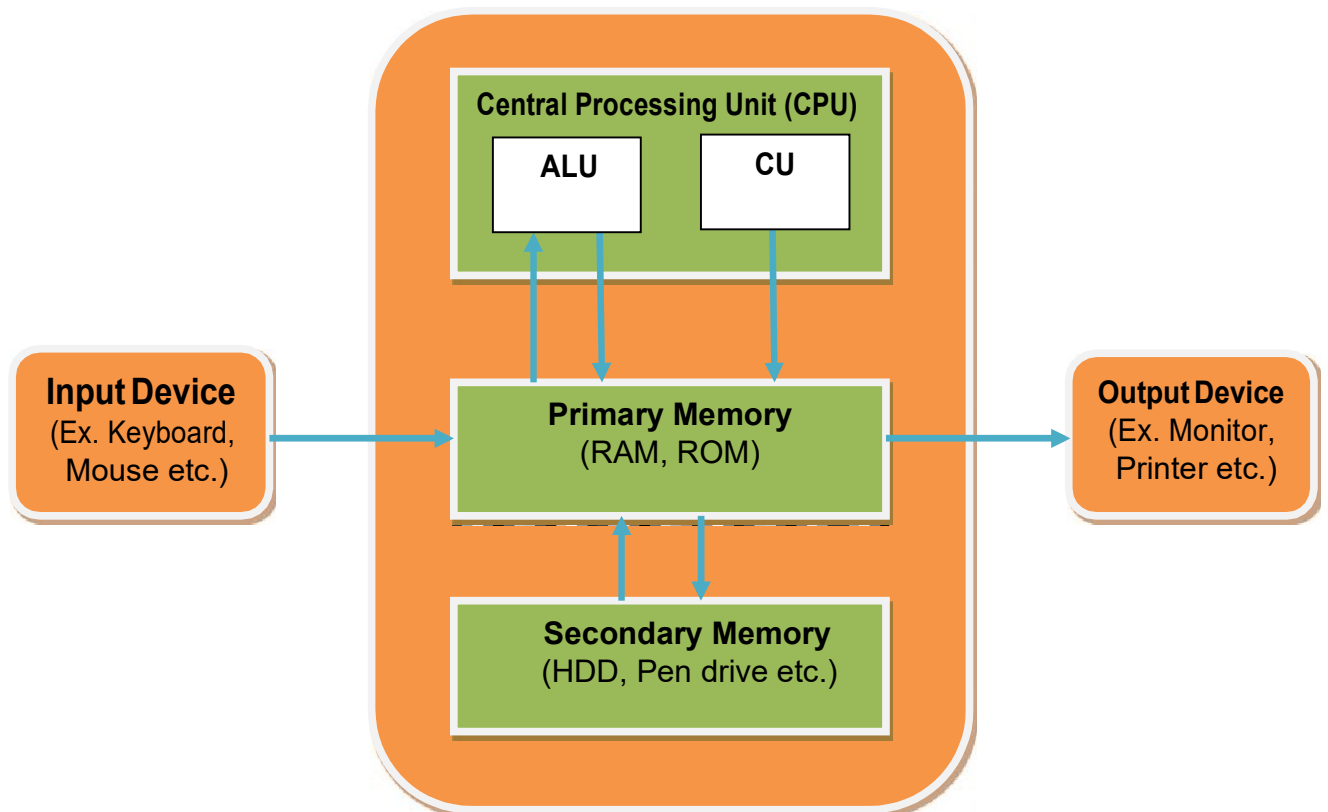 Central Processing Unit (CPU)
ALU
CU
Input Device
(Ex. Keyboard,
Mouse etc.)
Primary Memory
(RAM, ROM)
Output Device
(Ex. Monitor,
Printer etc.)
Secondary Memory
(HDD, Pen drive etc.)